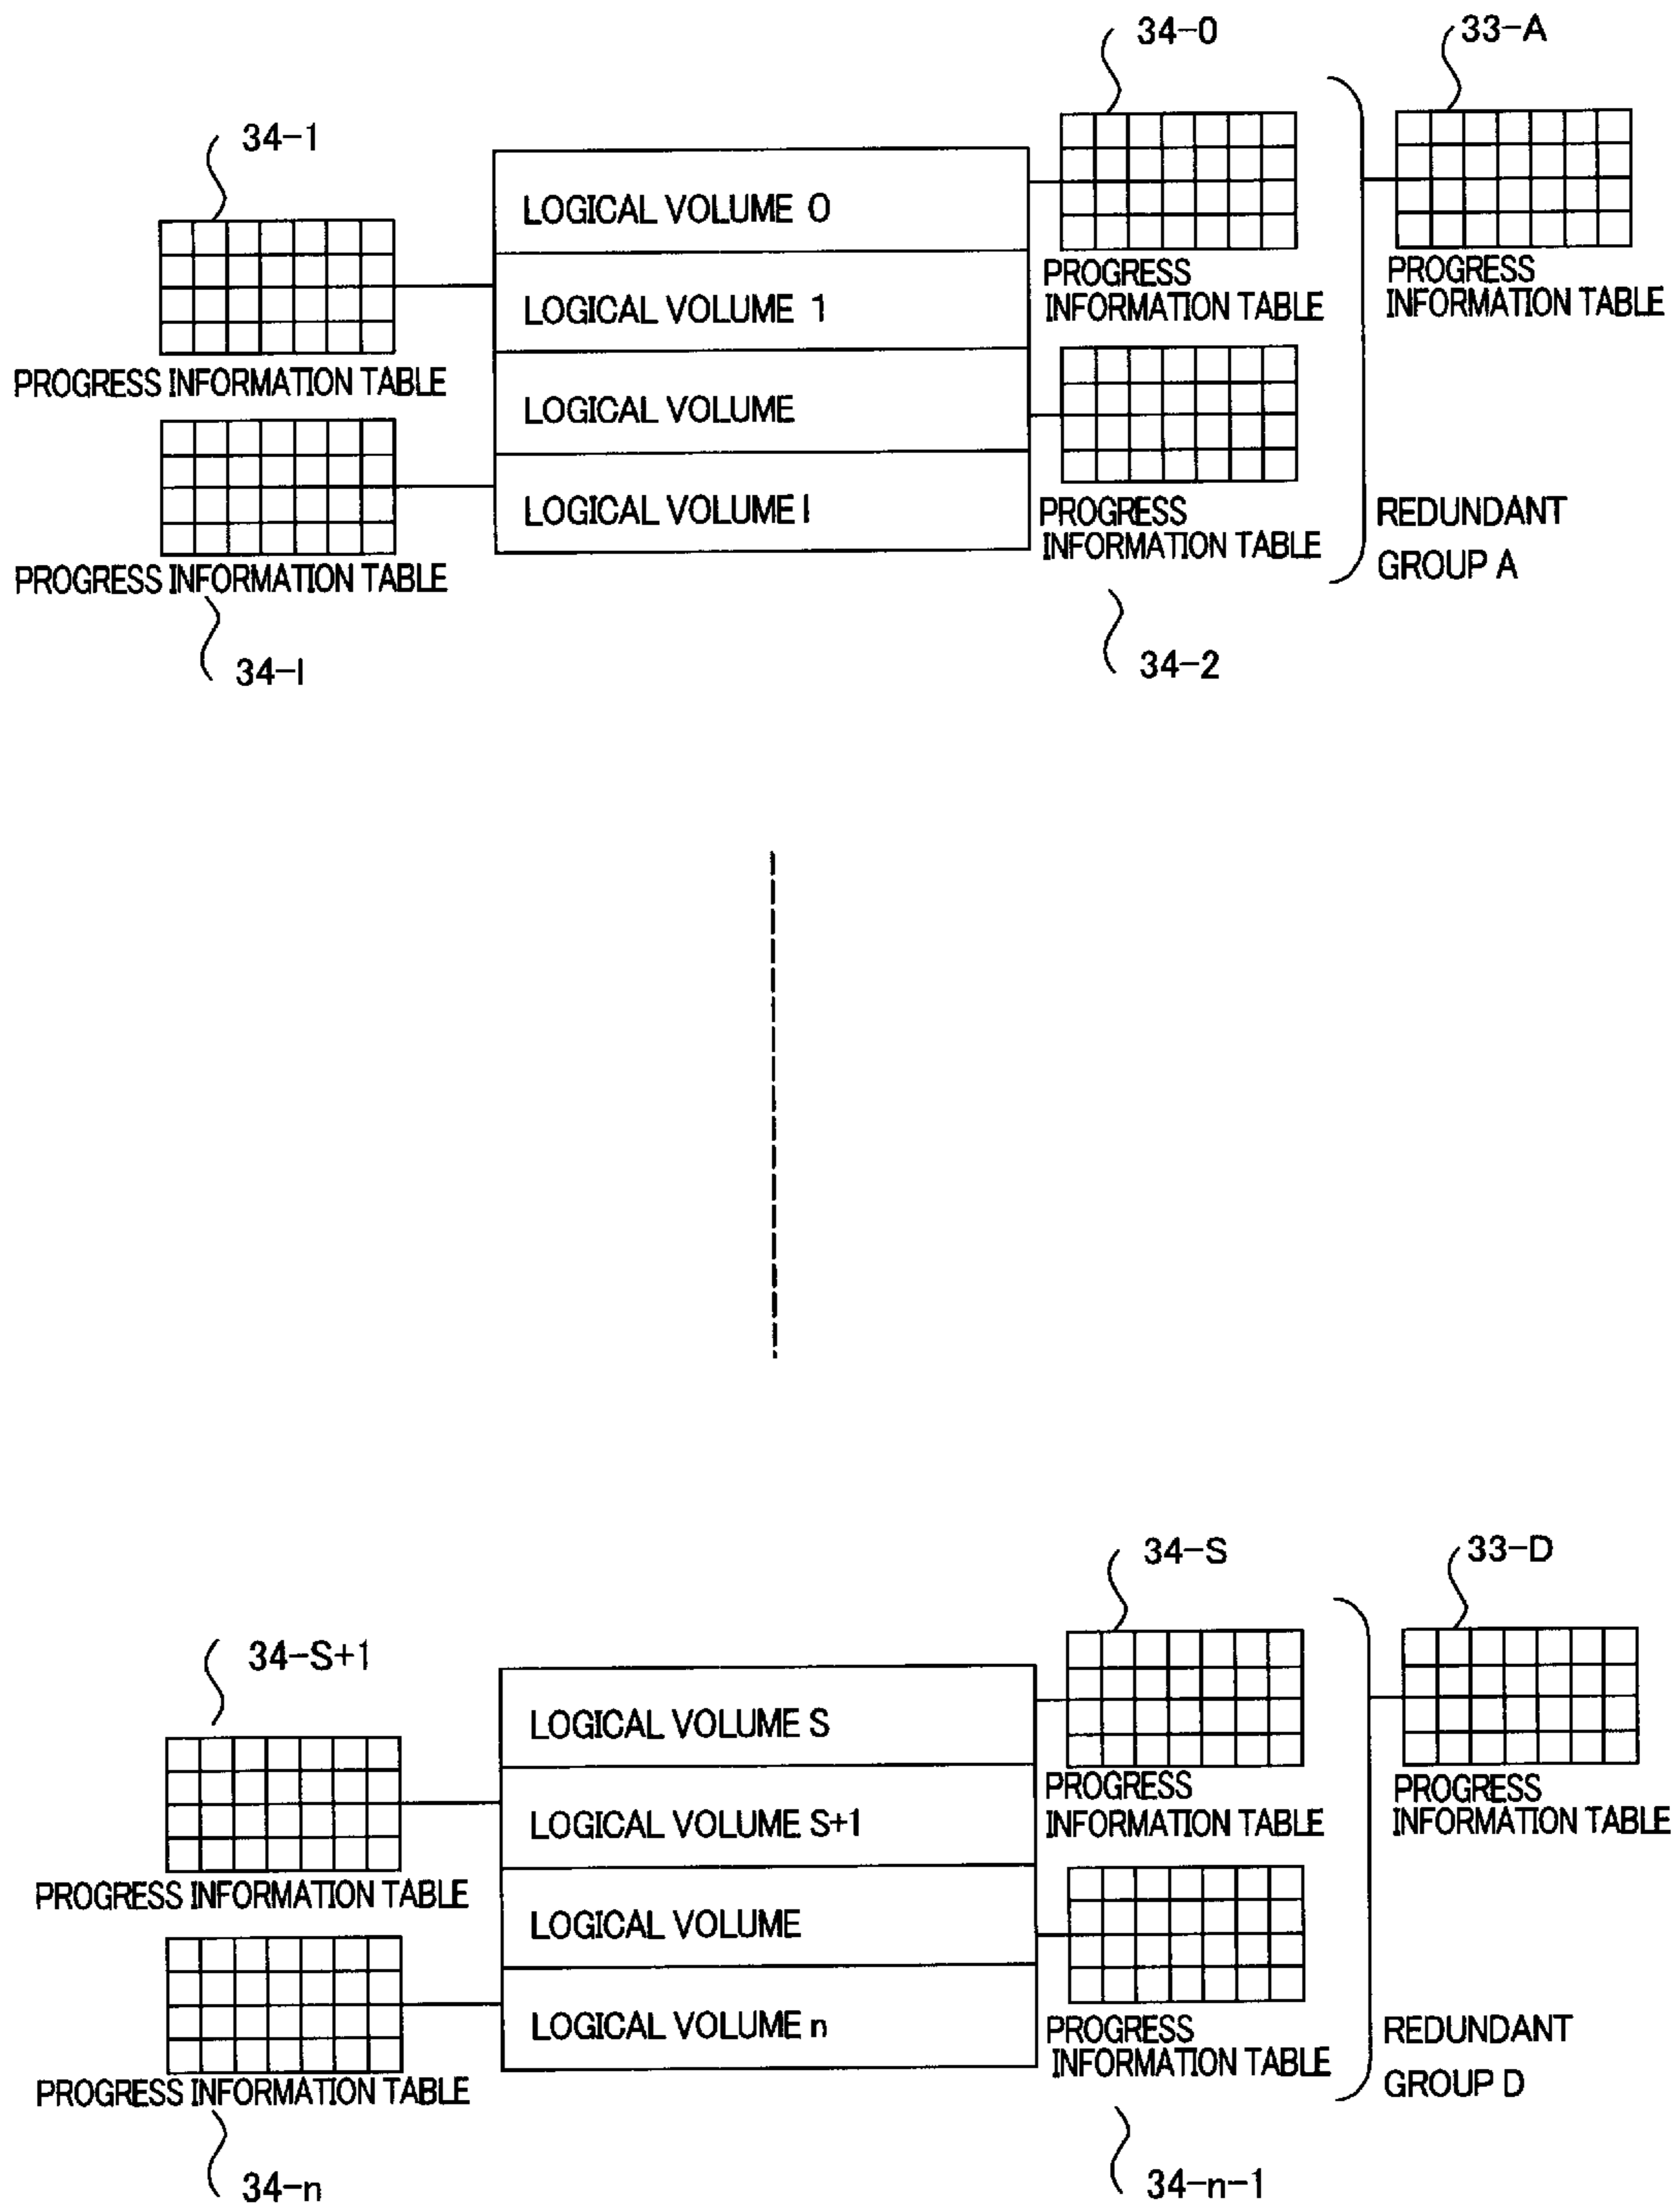 34-0
33-A
34-1
LOGICAL VOLUME 0
PROGRESS
INFORMATION TABLE
PROGRESS
INFORMATION TABLE
LOGICAL VOLUME 1
PROGRESS INFORMATION TABLE
LOGICAL VOLUME
LOGICAL VOLUME I
PROGRESS
INFORMATION TABLE
REDUNDANT
GROUP A
PROGRESS INFORMATION TABLE
34-I
34-2
34-S
33-D
34-S+1
LOGICAL VOLUME S
PROGRESS
INFORMATION TABLE
PROGRESS
INFORMATION TABLE
LOGICAL VOLUME S+1
PROGRESS INFORMATION TABLE
LOGICAL VOLUME
LOGICAL VOLUME n
PROGRESS
INFORMATION TABLE
REDUNDANT
GROUP D
PROGRESS INFORMATION TABLE
34-n
34-n-1